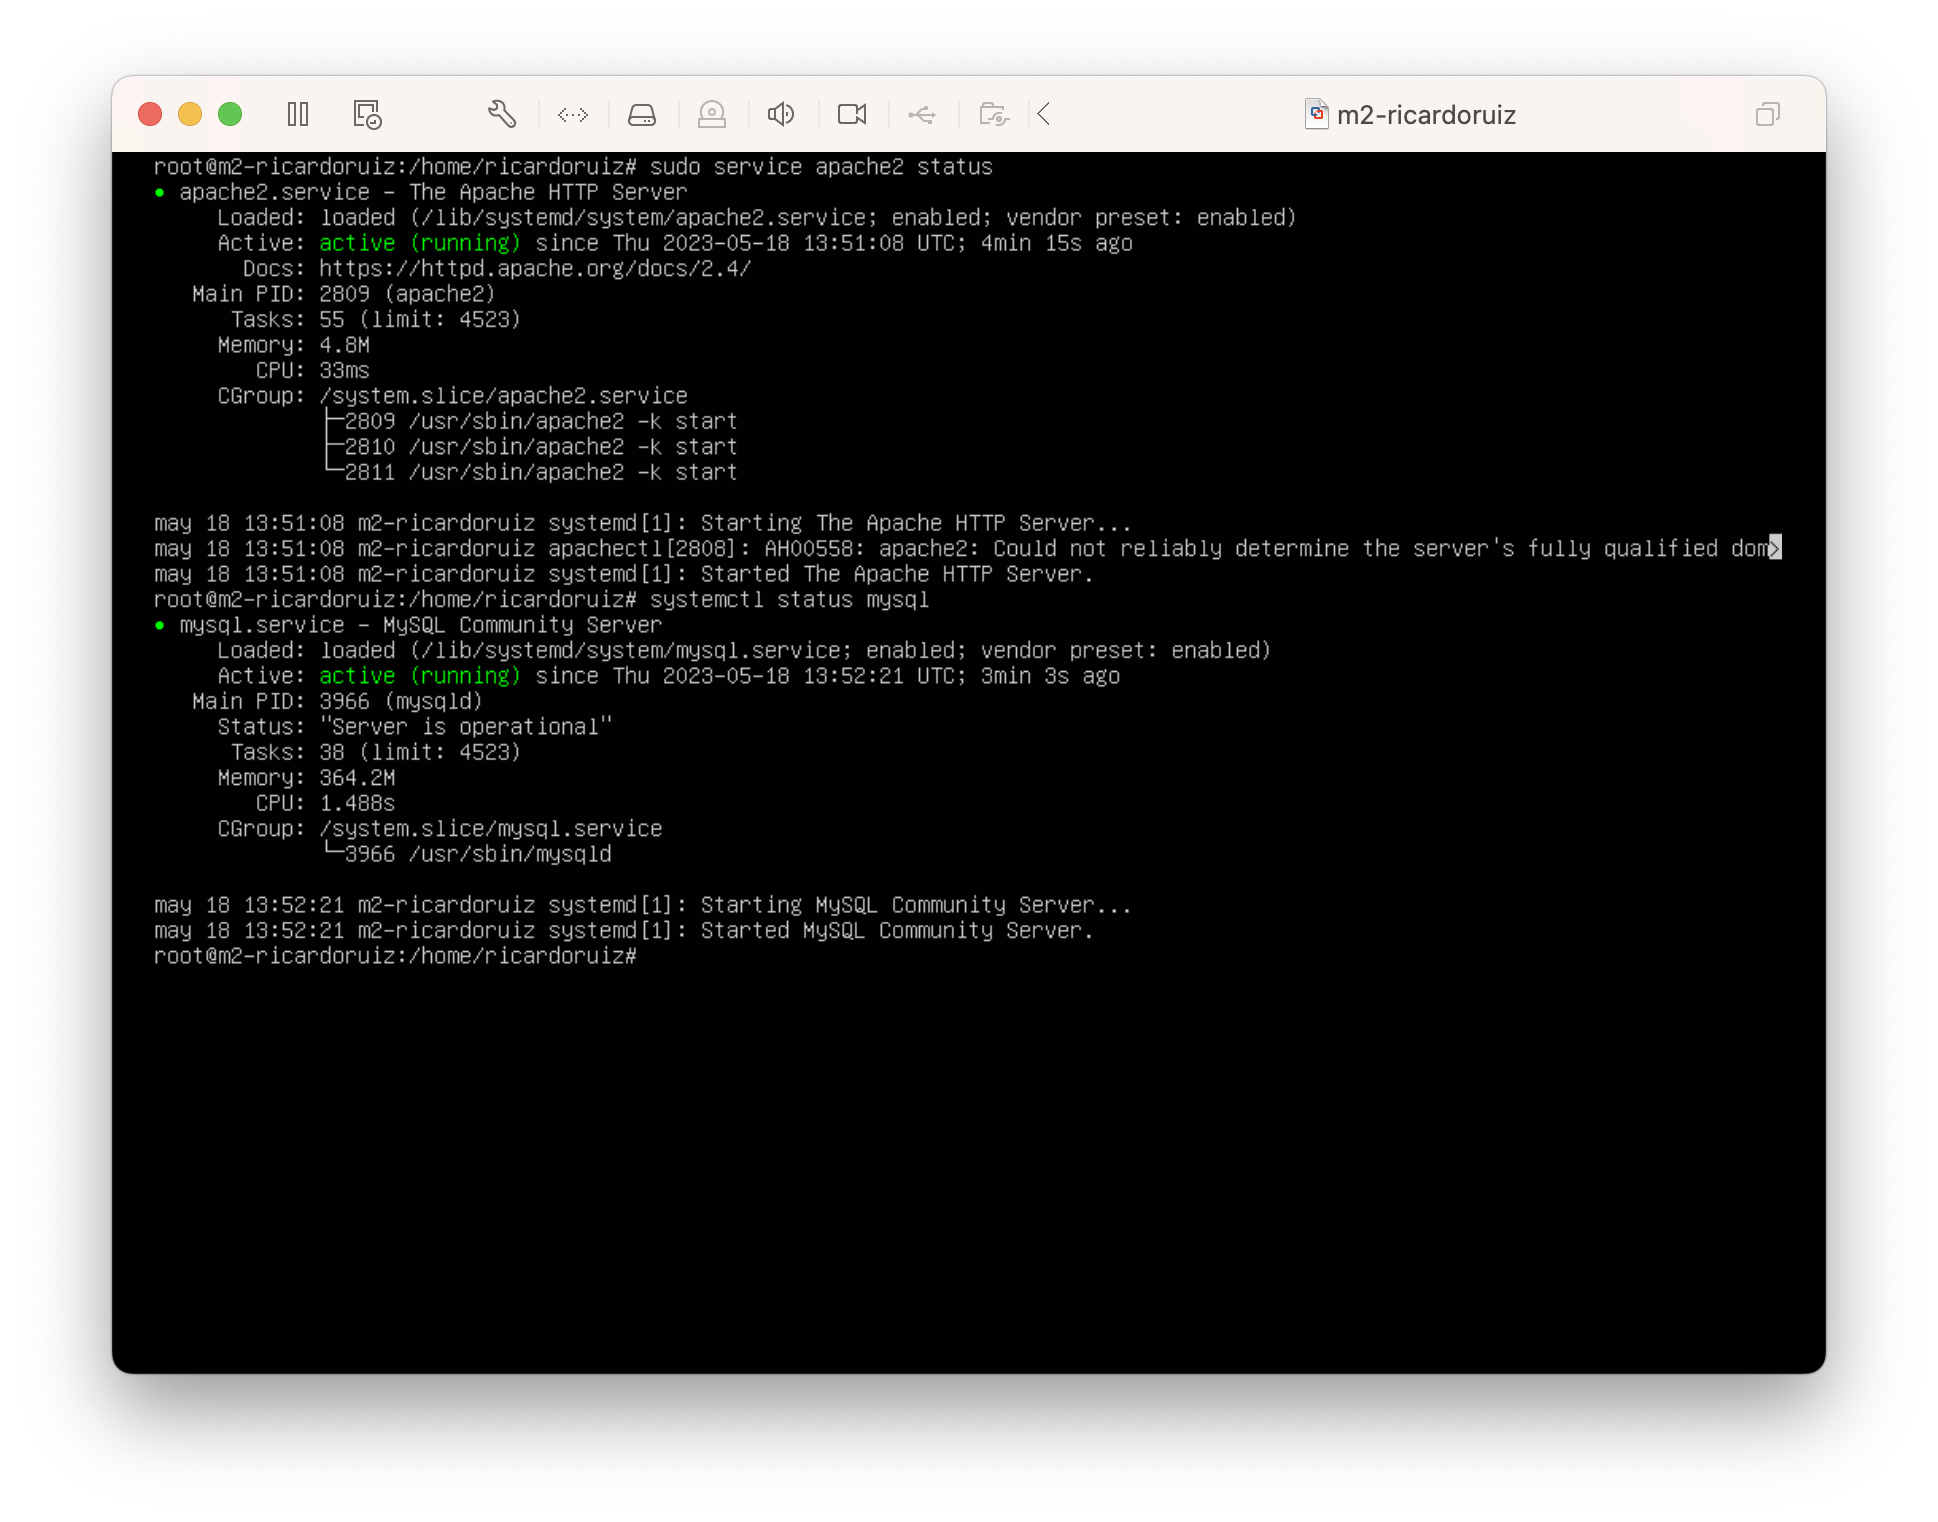 m2-ricardoruiz
root@m2-ricardoruiz:/home/ricardoruiz# sudo service apache2 status
● apache2.service - The Apache HTTP Server
     Loaded: loaded (/lib/systemd/system/apache2.service; enabled; vendor preset: enabled)
     Active: active (running) since Thu 2023-05-18 13:51:08 UTC; 4min 15s ago
       Docs: https://httpd.apache.org/docs/2.4/
   Main PID: 2809 (apache2)
      Tasks: 55 (limit: 4523)
     Memory: 4.8M
        CPU: 33ms
     CGroup: /system.slice/apache2.service
             ├─2809 /usr/sbin/apache2 -k start
             ├─2810 /usr/sbin/apache2 -k start
             └─2811 /usr/sbin/apache2 -k start
may 18 13:51:08 m2-ricardoruiz systemd[1]: Starting The Apache HTTP Server...
may 18 13:51:08 m2-ricardoruiz apachectl[2808]: AH00558: apache2: Could not reliably determine the server's fully qualified dom>
may 18 13:51:08 m2-ricardoruiz systemd[1]: Started The Apache HTTP Server.
root@m2-ricardoruiz:/home/ricardoruiz# systemctl status mysql
● mysql.service - MySQL Community Server
     Loaded: loaded (/lib/systemd/system/mysql.service; enabled; vendor preset: enabled)
     Active: active (running) since Thu 2023-05-18 13:52:21 UTC; 3min 3s ago
   Main PID: 3966 (mysqld)
     Status: "Server is operational"
      Tasks: 38 (limit: 4523)
     Memory: 364.2M
        CPU: 1.488s
     CGroup: /system.slice/mysql.service
             └─3966 /usr/sbin/mysqld
may 18 13:52:21 m2-ricardoruiz systemd[1]: Starting MySQL Community Server...
may 18 13:52:21 m2-ricardoruiz systemd[1]: Started MySQL Community Server.
root@m2-ricardoruiz:/home/ricardoruiz#